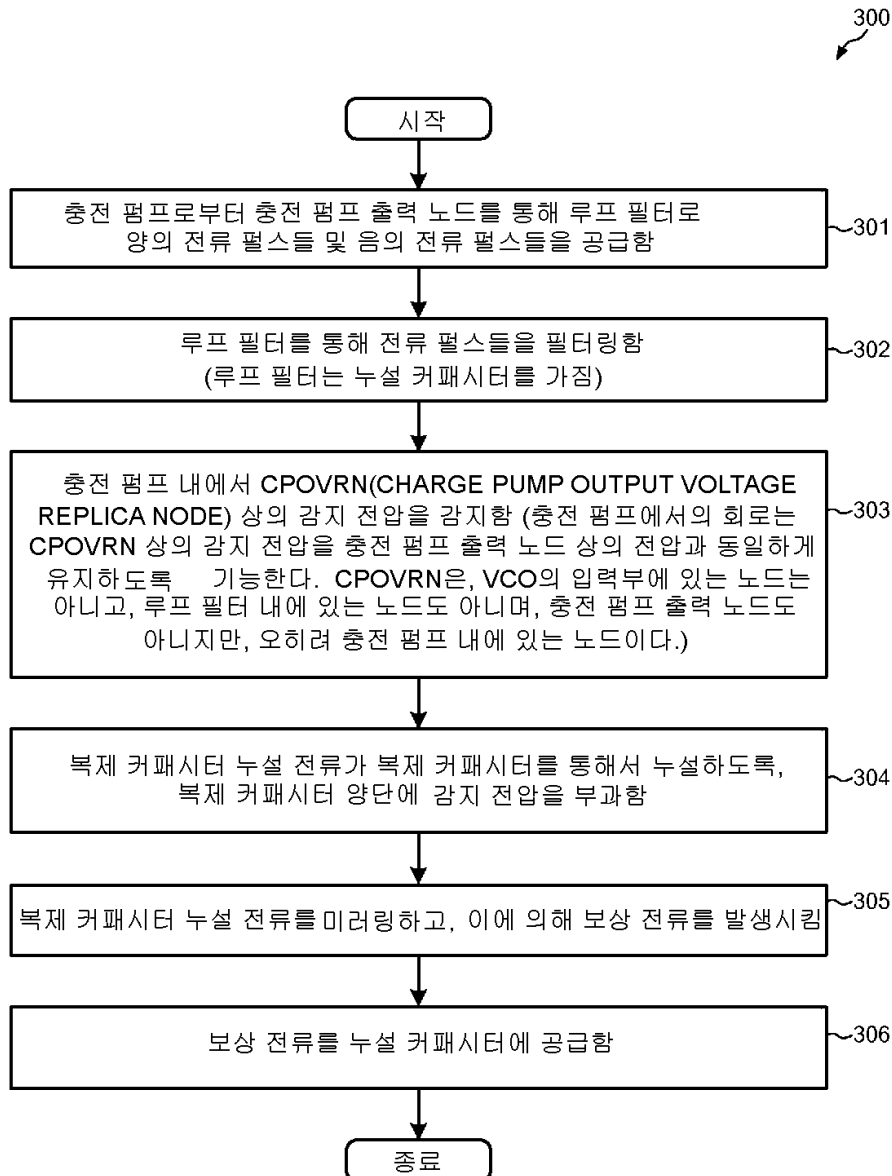 300
시작
충전 펌프로부터 충전 펌프 출력 노드를 통해 루프 필터로
양의 전류 펄스들 및 음의 전류 펄스들을 공급함
301
루프 필터를 통해 전류 펄스들을 필터링함
(루프 필터는 누설 커패시터를 가짐)
302
충전 펌프 내에서 CPOVRN(CHARGE PUMP OUTPUT VOLTAGE
REPLICA NODE) 상의 감지 전압을 감지함 (충전 펌프에서의 회로는
CPOVRN 상의 감지 전압을 충전 펌프 출력 노드 상의 전압과 동일하게
유지하도록 기능한다. CPOVRN은, VCO의 입력부에 있는 노드는
아니고, 루프 필터 내에 있는 노드도 아니며, 충전 펌프 출력 노드도
아니지만, 오히려 충전 펌프 내에 있는 노드이다.)
303
복제 커패시터 누설 전류가 복제 커패시터를 통해서 누설하도록,
복제 커패시터 양단에 감지 전압을 부과함
304
복제 커패시터 누설 전류를 미러링하고, 이에 의해 보상 전류를 발생시킴
305
보상 전류를 누설 커패시터에 공급함
306
종료